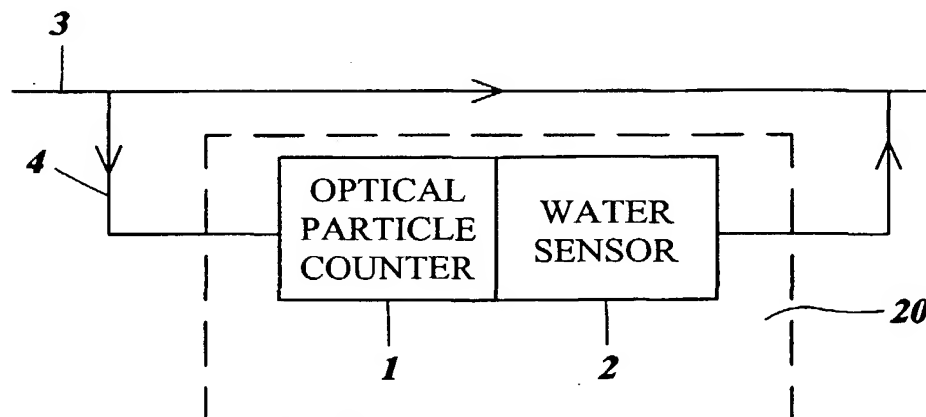 3
4
OPTICAL
PARTICLE
COUNTER
WATER
SENSOR
20
1
2